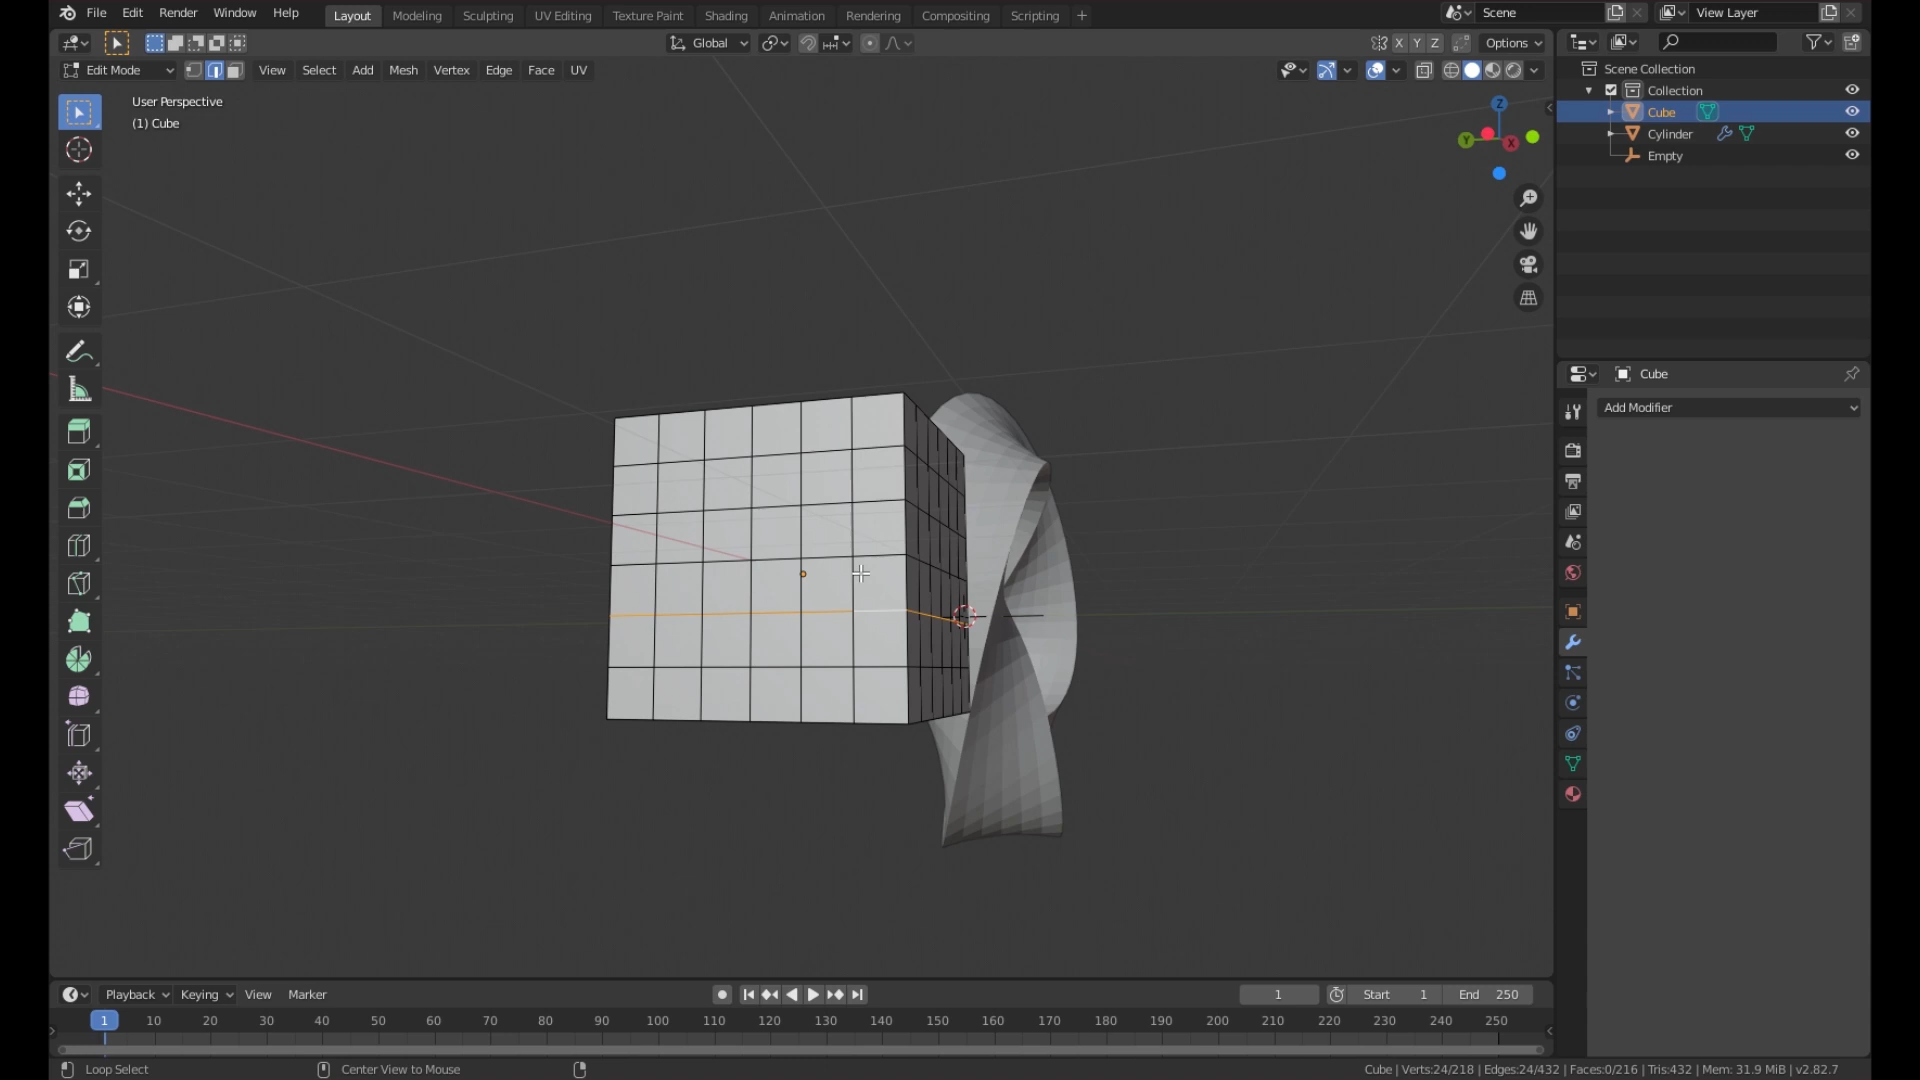 File Edit Render Window Help Layout Modeling Sculpting UV Editing Texture Paint Shading Animation Rendering Compositing Scripting + Scene View Layer
Global X Y Z Options
Edit Mode View Select Add Mesh Vertex Edge Face UV
Scene Collection
Collection
Cube
Cylinder
Empty
User Perspective
(1) Cube
Z
Y
X
Cube
Add Modifier
Playback Keying View Marker 1 Start 1 End 250
1 10 20 30 40 50 60 70 80 90 100 110 120 130 140 150 160 170 180 190 200 210 220 230 240 250
Loop Select Center View to Mouse Cube | Verts:24/218 | Edges:24/432 | Faces:0/216 | Tris:432 | Mem: 31.9 MiB | v2.82.7